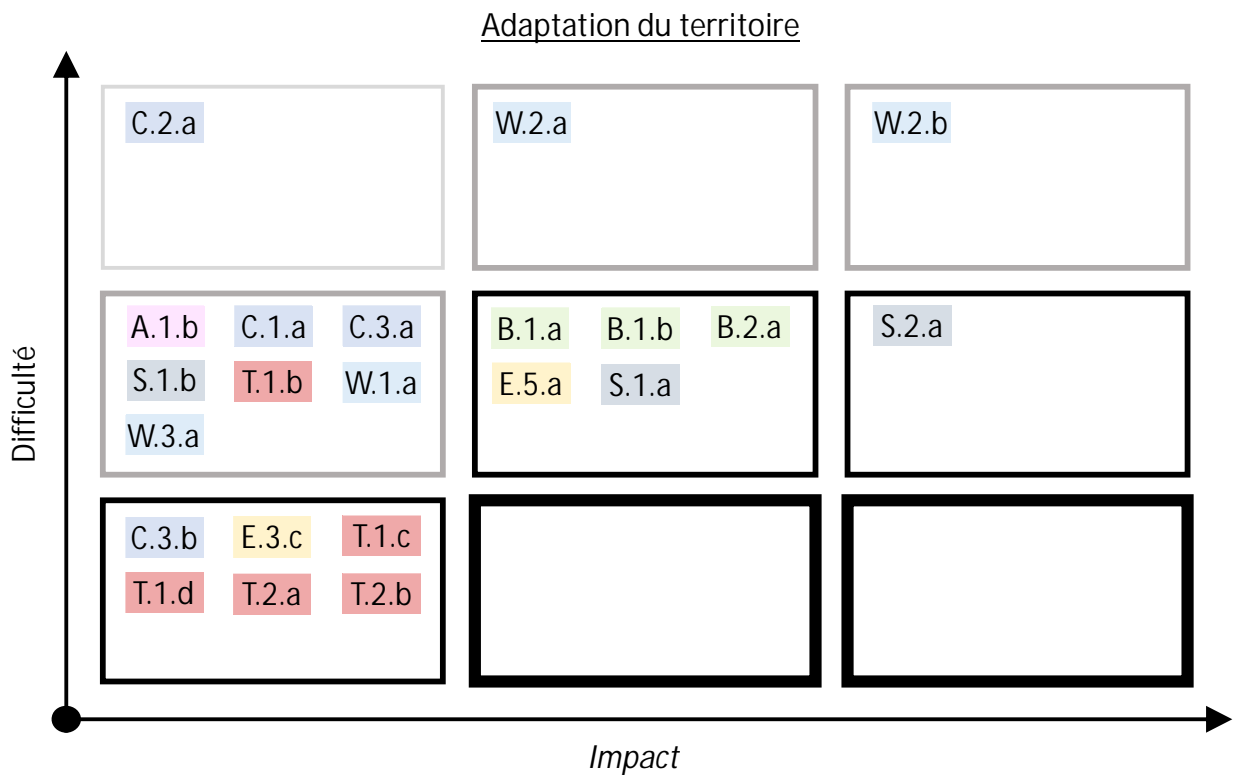 Adaptation du territoire
C.2.a
W.2.a
W.2.b
A.1.b C.1.a C.3.a
S.1.b T.1.b W.1.a
W.3.a
B.1.a B.1.b B.2.a
E.5.a S.1.a
S.2.a
C.3.b E.3.c T.1.c
T.1.d T.2.a T.2.b
Difficulté
Impact